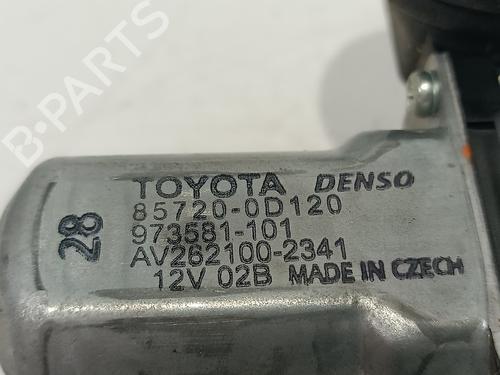 B-PARTS
TOYOTA DENSO
85720-0D120
973581-101
AV262100-2341
12V 02B MADE IN CZECH
28